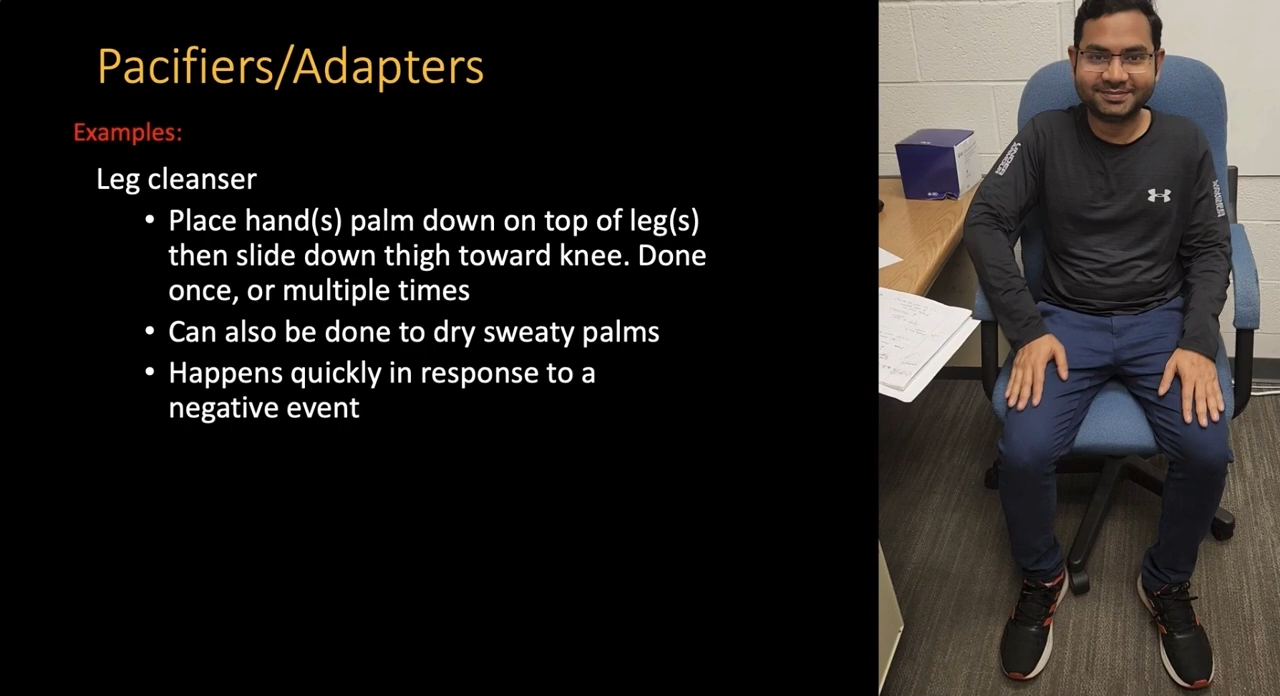 Pacifiers/Adapters
Examples:
Leg cleanser
• Place hand(s) palm down on top of leg(s)
then slide down thigh toward knee. Done
once, or multiple times
• Can also be done to dry sweaty palms
• Happens quickly in response to a
negative event